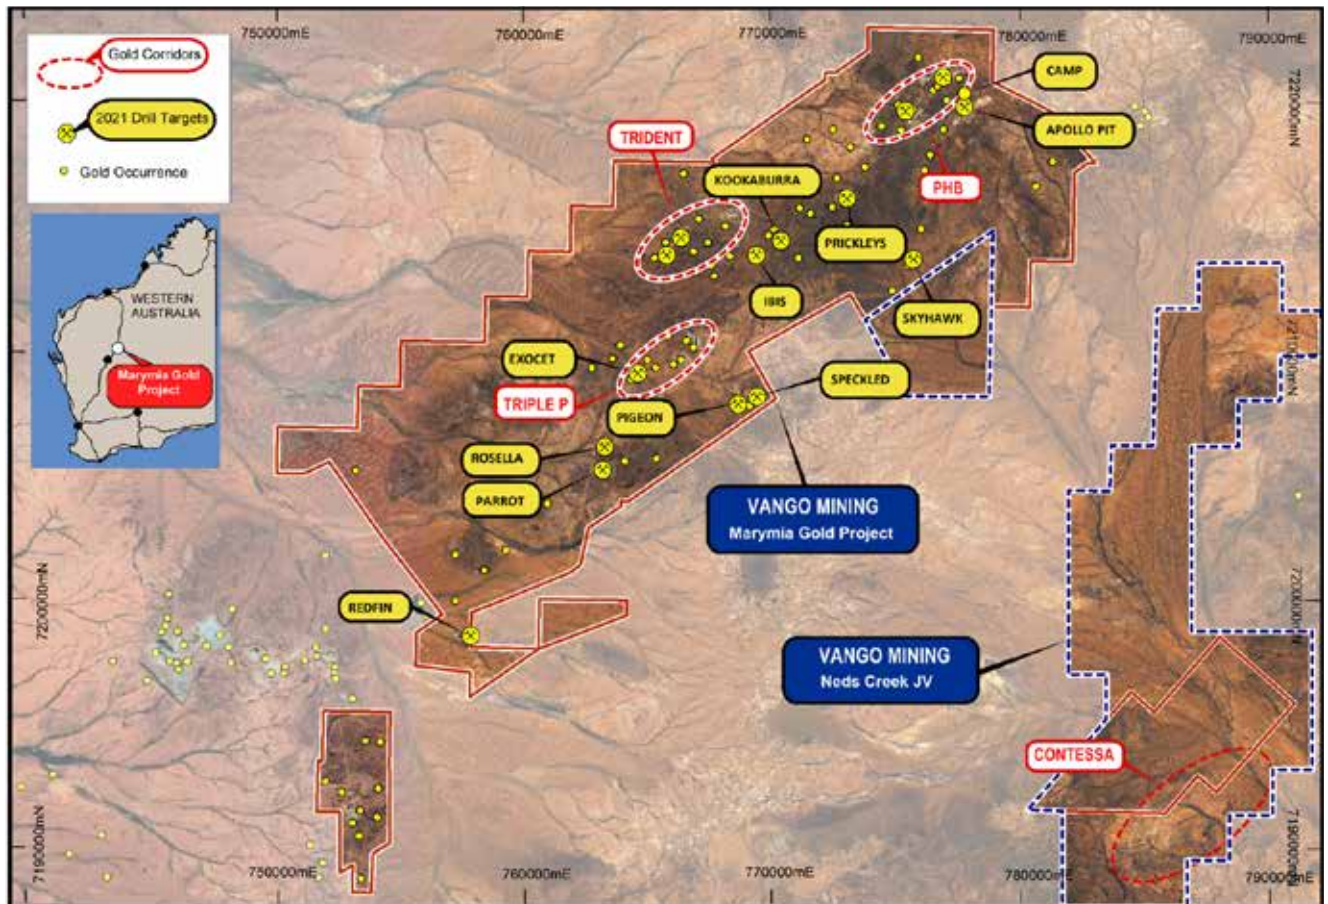 750000mE
760000mE
770000mE
780000mE
790000mE
Gold Corridors
2021 Drill Targets
Gold Occurrence
WESTERN
AUSTRALIA
Marymia Gold
Project
CAMP
7220000mN
APOLLO PIT
TRIDENT
KOOKABURRA
PHB
PRICKLEYS
IBIS
SKYHAWK
7210000mN
EXOCET
SPECKLED
TRIPLE P
PIGEON
ROSELLA
PARROT
VANGO MINING
Marymia Gold Project
7200000mN
REDFIN
7200000mN
VANGO MINING
Neds Creek JV
CONTESSA
7190000mN
7190000mN
750000mE
760000mE
770000mE
780000mE
790000mE